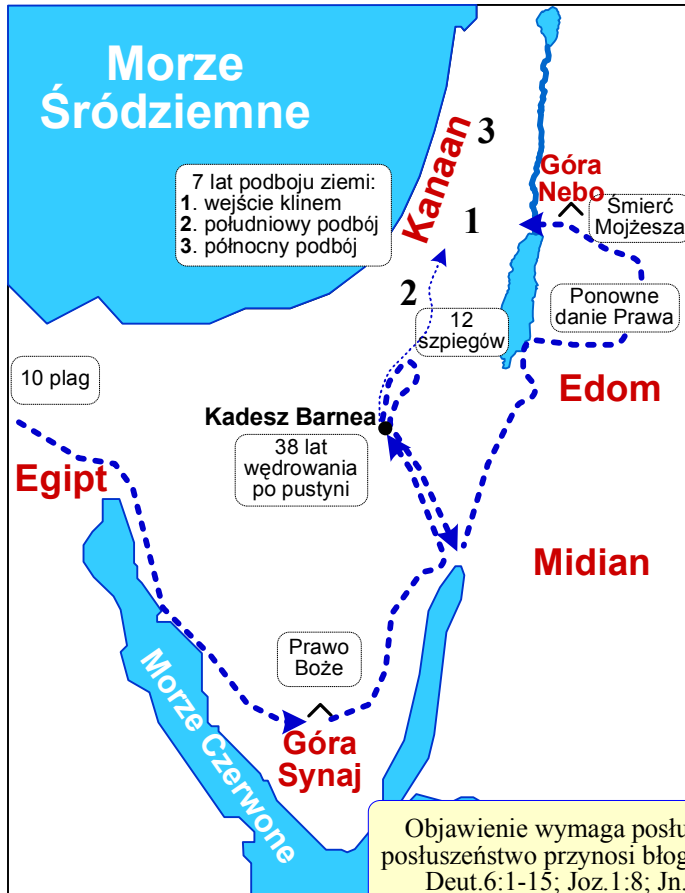 Morze
Śródziemne
7 lat podboju ziemi:
1. wejście klinem
2. południowy podbój
3. północny podbój
Kanaan
3
1
2
Góra
Nebo
Śmierć
Mojżesza
Ponowne
danie Prawa
12
szpiegów
10 plag
Edom
Kadesz Barnea
38 lat
wędrowania
po pustyni
Egipt
Midian
Prawo
Boże
Góra
Synaj
Morze Czerwone
Objawienie wymaga posłu
posłuszeństwo przynosi błog
Deut.6:1-15; Joz.1:8; Jn.